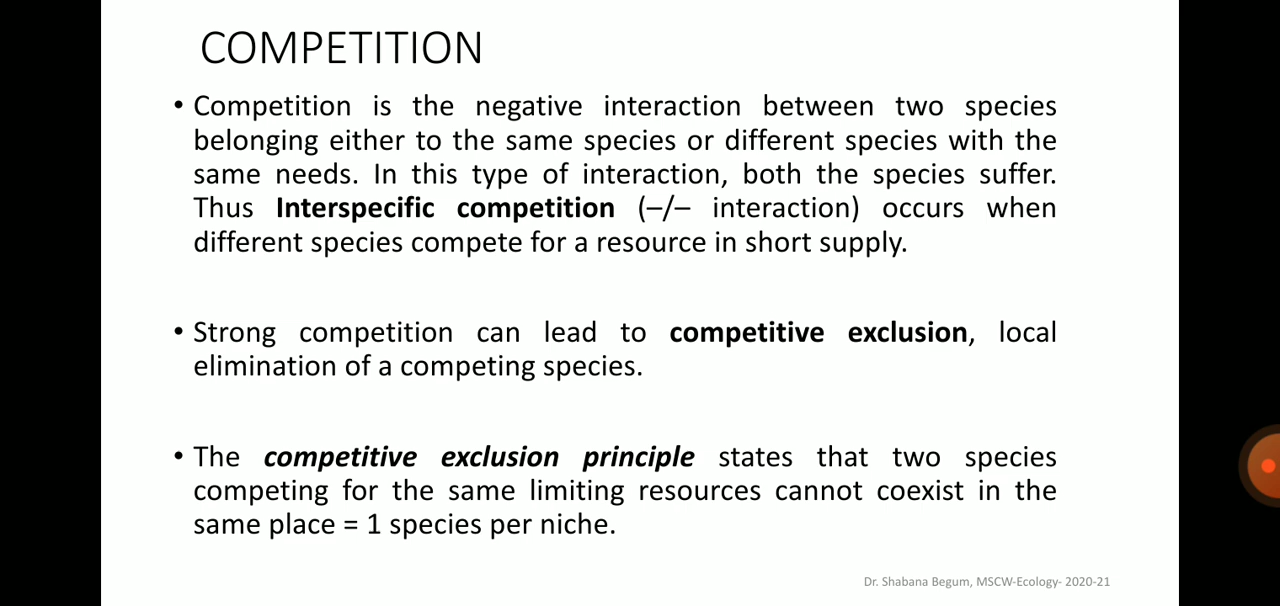 COMPETITION
• Competition is the negative interaction between two species
belonging either to the same species or different species with the
same needs. In this type of interaction, both the species suffer.
Thus Interspecific competition (–/– interaction) occurs when
different species compete for a resource in short supply.
• Strong competition can lead to competitive exclusion, local
elimination of a competing species.
• The competitive exclusion principle states that two species
competing for the same limiting resources cannot coexist in the
same place = 1 species per niche.
Dr. Shabana Begum, MSCW-Ecology- 2020-21